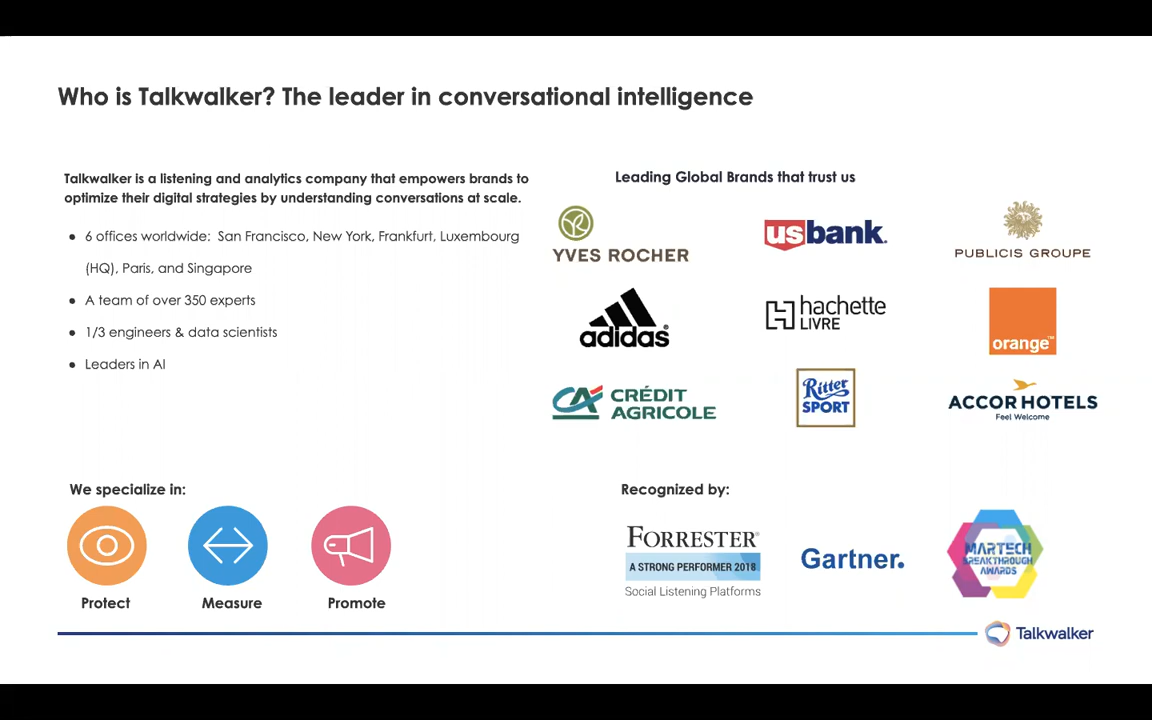 Who is Talkwalker? The leader in conversational intelligence
Talkwalker is a listening and analytics company that empowers brands to
optimize their digital strategies by understanding conversations at scale.
● 6 offices worldwide: San Francisco, New York, Frankfurt, Luxembourg
(HQ), Paris, and Singapore
● A team of over 350 experts
● 1/3 engineers & data scientists
● Leaders in AI
Leading Global Brands that trust us
YVES ROCHER
usbank.
PUBLICIS GROUPE
adidas®
hachette
LIVRE
orange™
CRÉDIT
AGRICOLE
Ritter
SPORT
ACCORHOTELS
Feel Welcome
We specialize in:
Protect
Measure
Promote
Recognized by:
FORRESTER®
A STRONG PERFORMER 2018
Social Listening Platforms
Gartner.
MARTECH
BREAKTHROUGH
AWARDS
Talkwalker